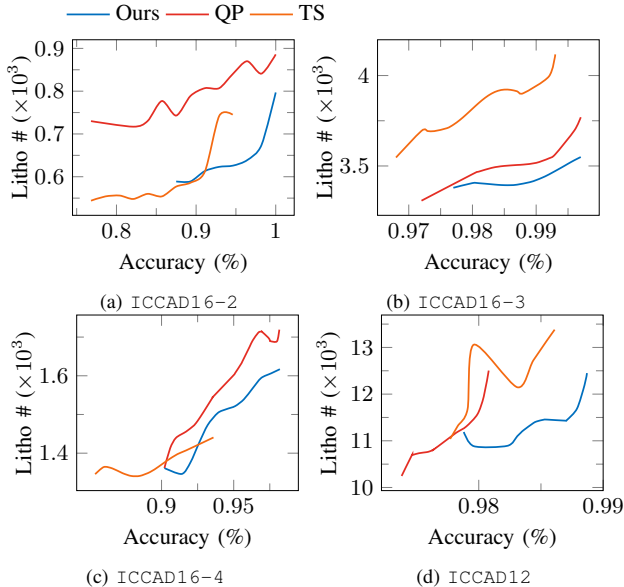 Ours QP TS
0.9
0.8
0.7
0.6
Litho # (×10³)
0.8 0.9 1
Accuracy (%)
(a) ICCAD16-2
4
3.5
Litho # (×10³)
0.97 0.98 0.99
Accuracy (%)
(b) ICCAD16-3
1.6
1.4
Litho # (×10³)
0.9 0.95
Accuracy (%)
(c) ICCAD16-4
13
12
11
10
Litho # (×10³)
0.98 0.99
Accuracy (%)
(d) ICCAD12